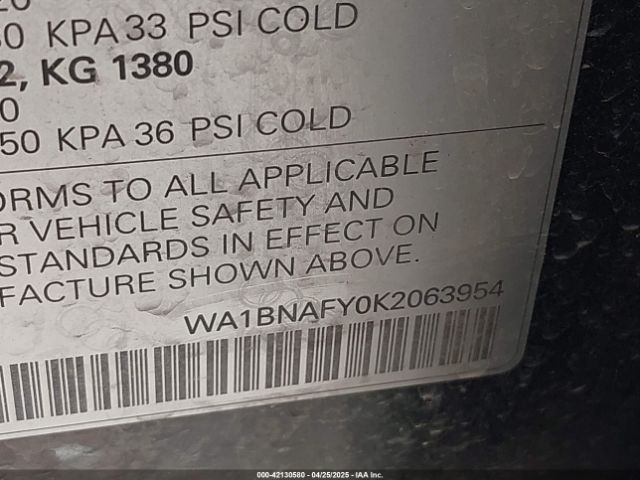 0 KPA 33 PSI COLD
2, KG 1380
0
50 KPA 36 PSI COLD
ORMS TO ALL APPLICABLE
R VEHICLE SAFETY AND
STANDARDS IN EFFECT ON
FACTURE SHOWN ABOVE.
WA1BNAFY0K2063954
000-42130580 - 04/25/2025 - IAA Inc.